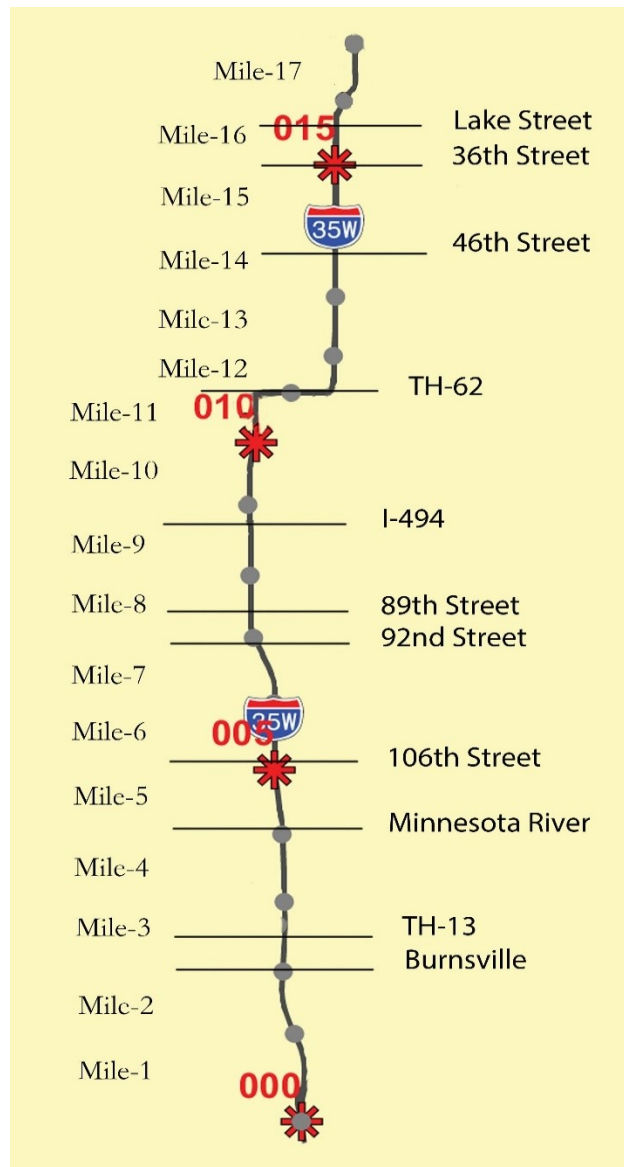 Mile-17
015
Lake Street
Mile-16
36th Street
Mile-15
35W
46th Street
Mile-14
Mile-13
Mile-12
TH-62
010
Mile-11
Mile-10
I-494
Mile-9
Mile-8
89th Street
92nd Street
Mile-7
35W
005
Mile-6
106th Street
Mile-5
Minnesota River
Mile-4
Mile-3
TH-13
Burnsville
Mile-2
Mile-1
000